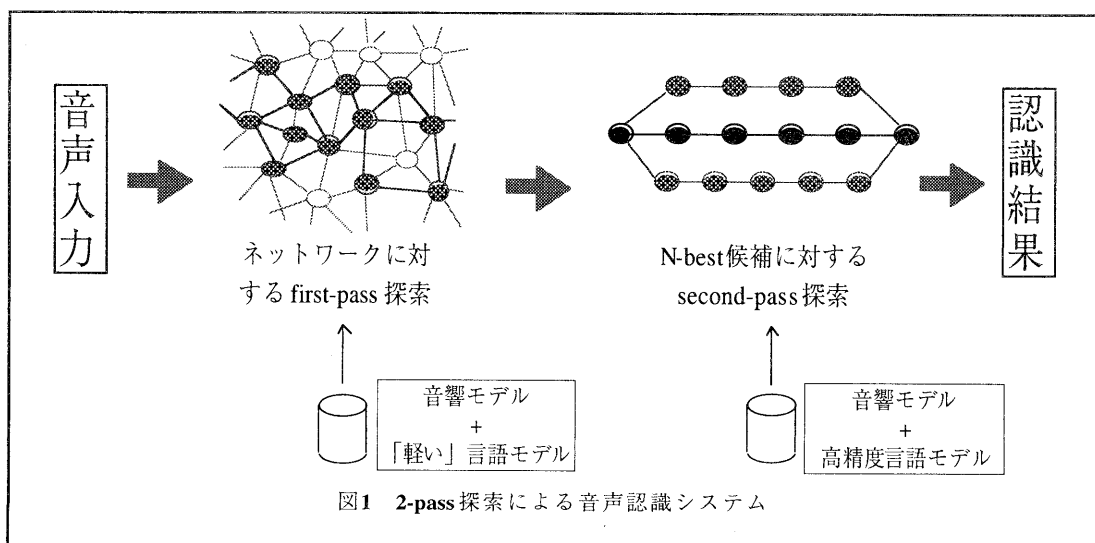 音声入力
ネットワークに対
する first-pass 探索
N-best候補に対する
second-pass 探索
認識結果
音響モデル
+
「軽い」言語モデル
音響モデル
+
高精度言語モデル
図1 2-pass 探索による音声認識システム